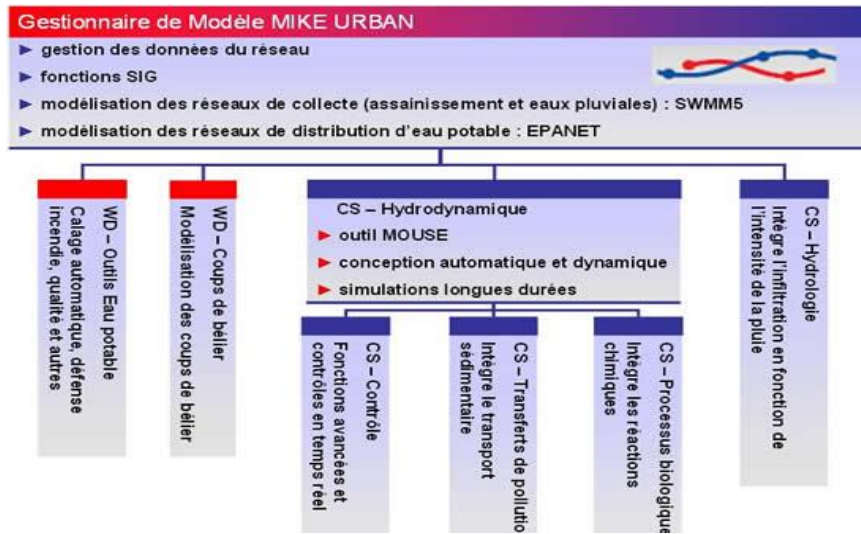 Gestionnaire de Modèle MIKE URBAN
gestion des données du réseau
fonctions SIG
modélisation des réseaux de collecte (assainissement et eaux pluviales) : SWMM5
modélisation des réseaux de distribution d'eau potable : EPANET
WD – Outils Eau potable
Calage automatique, défense
incendie, qualité et autres
WD – Coups de bélier
Modélisation des coups de bélier
CS – Hydrodynamique
outil MOUSE
conception automatique et dynamique
simulations longues durées
CS – Hydrologie
Intègre l'infiltration en fonction de
l'intensité de la pluie
CS – Contrôle
Fonctions avancées et
contrôles en temps réel
CS – Transferts de pollutio
Intègre le transport
sédimentaire
CS – Processus biologique
Intègre les réactions
chimiques